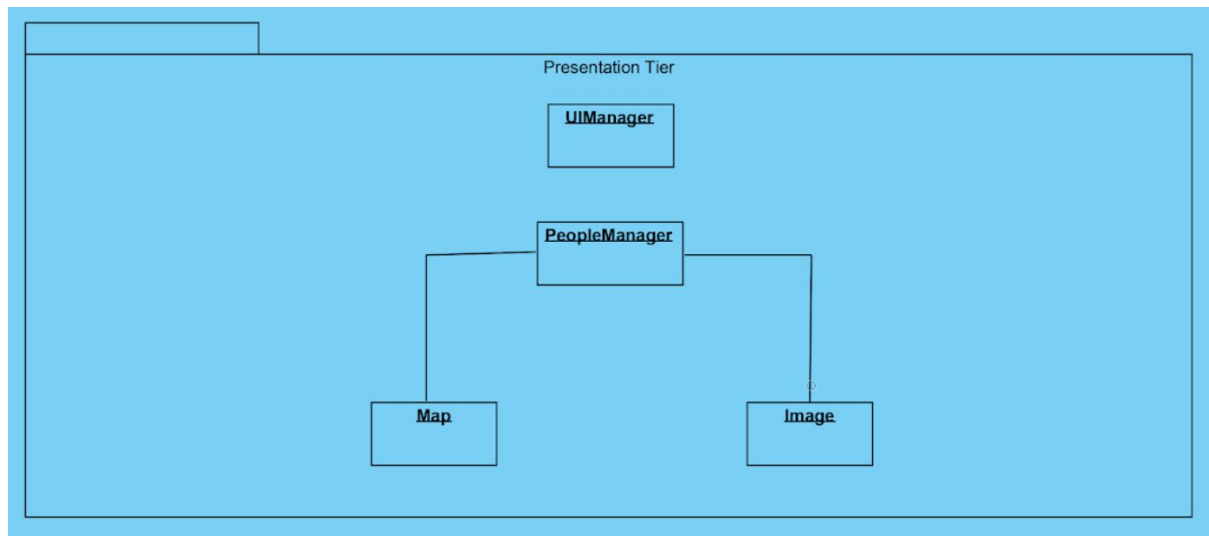 Presentation Tier
UIManager
PeopleManager
Map
Image